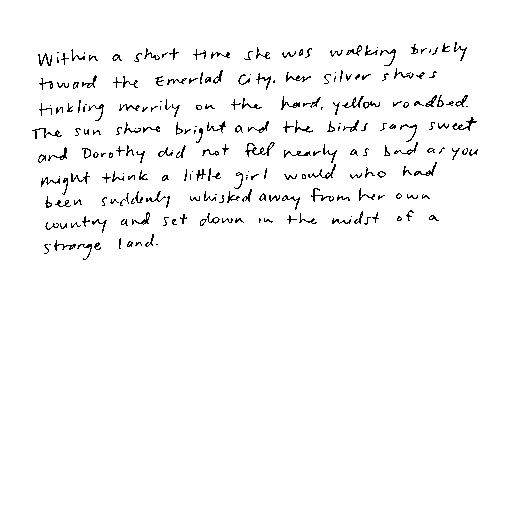 Within a short time she was walking briskly
toward the Emerlad City, her silver shoes
tinkling merrily on the hard, yellow roadbed.
The sun shone bright and the birds sang sweet
and Dorothy did not feel nearly as bad as you
might think a little girl would who had
been suddenly whisked away from her own
country and set down in the midst of a
strange land.